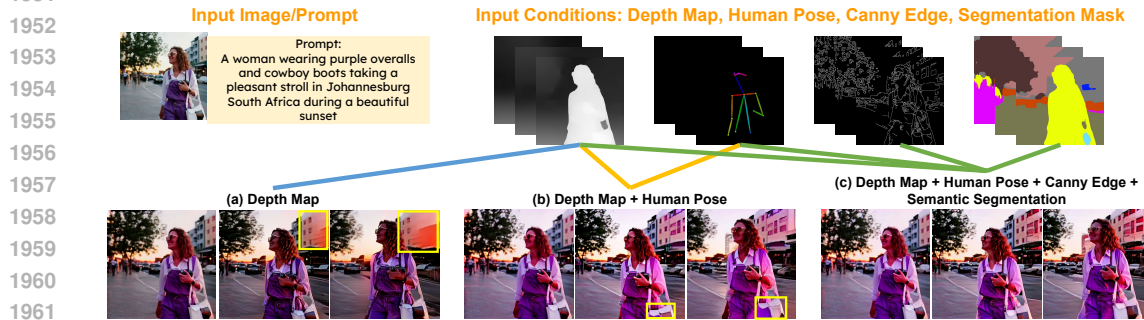 1952
Input Image/Prompt
Input Conditions: Depth Map, Human Pose, Canny Edge, Segmentation Mask
1953
Prompt:
A woman wearing purple overalls
and cowboy boots taking a
pleasant stroll in Johannesburg
South Africa during a beautiful
sunset
1954
1955
1956
1957
(a) Depth Map
(b) Depth Map + Human Pose
(c) Depth Map + Human Pose + Canny Edge +
Semantic Segmentation
1958
1959
1960
1961